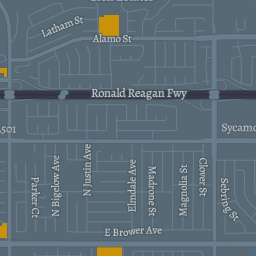 Latham St
Alamo St
Ronald Reagan Fwy
Sycamo
N Bigelow Ave
N Justin Ave
Elmdale Ave
Madrone St
Magnolia St
Clover St
Parker Ct
Sebring St
E Brower Ave